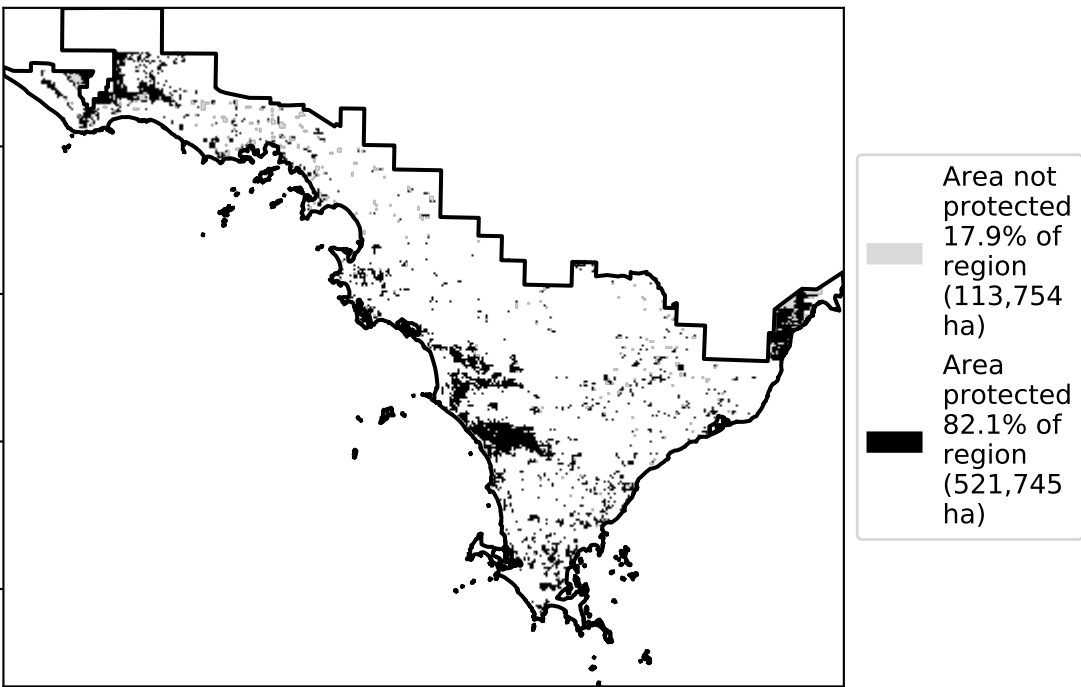 Area not
protected
17.9% of
region
(113,754
ha)
Area
protected
82.1% of
region
(521,745
ha)